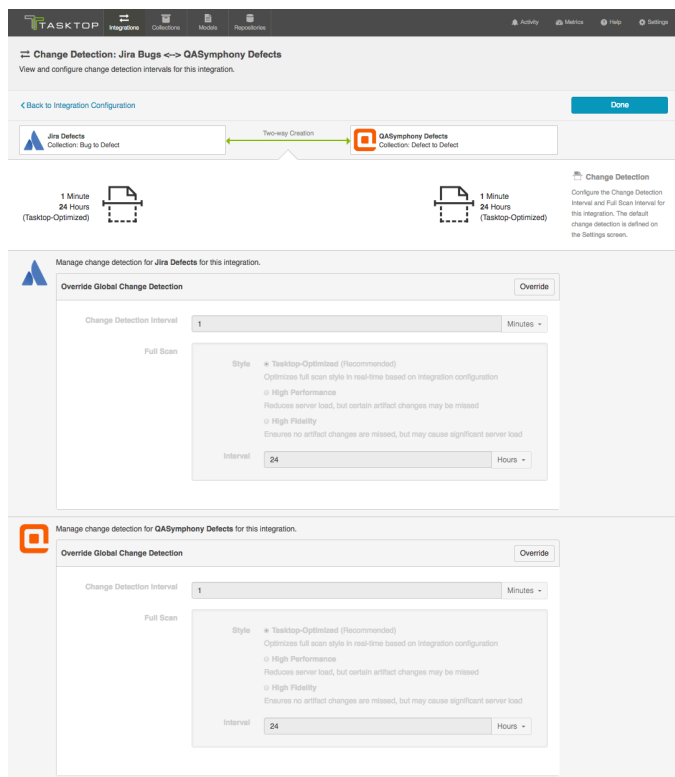 TASKTOP
Integrations
Collections
Models
Repositories
Activity
Metrics
Help
Settings
Change Detection: Jira Bugs <--> QASymphony Defects
View and configure change detection intervals for this integration.
Back to Integration Configuration
Done
Jira Defects
Collection: Bug to Defect
Two-way Creation
QASymphony Defects
Collection: Defect to Defect
1 Minute
24 Hours
(Tasktop-Optimized)
1 Minute
24 Hours
(Tasktop-Optimized)
Change Detection
Configure the Change Detection
Interval and Full Scan Interval for
this integration. The default
change detection is defined on
the Settings screen.
Manage change detection for Jira Defects for this integration.
Override Global Change Detection
Override
Change Detection Interval
1
Minutes
Full Scan
Style
Tasktop-Optimized (Recommended)
Optimizes full scan style in real-time based on integration configuration
High Performance
Reduces server load, but certain artifact changes may be missed
High Fidelity
Ensures no artifact changes are missed, but may cause significant server load
Interval
24
Hours
Manage change detection for QASymphony Defects for this integration.
Override Global Change Detection
Override
Change Detection Interval
1
Minutes
Full Scan
Style
Tasktop-Optimized (Recommended)
Optimizes full scan style in real-time based on integration configuration
High Performance
Reduces server load, but certain artifact changes may be missed
High Fidelity
Ensures no artifact changes are missed, but may cause significant server load
Interval
24
Hours